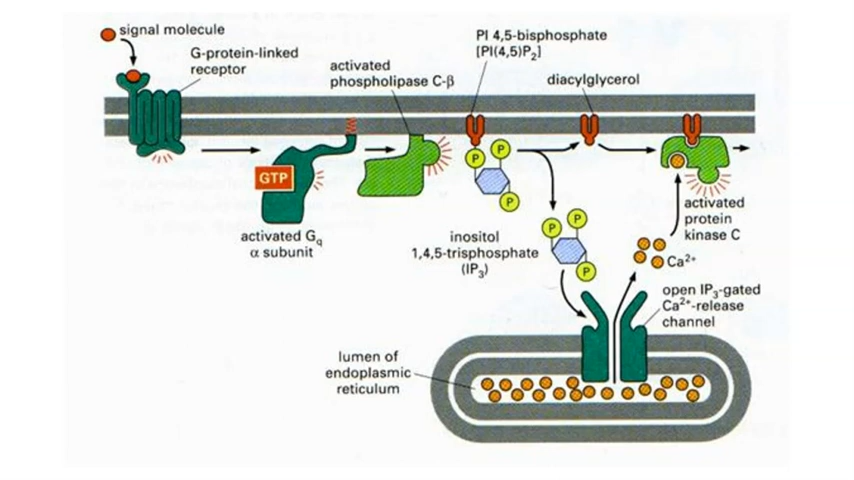 signal molecule
G-protein-linked
receptor
activated
phospholipase C-β
PI 4,5-bisphosphate
[PI(4,5)P₂]
diacylglycerol
GTP
P
P
P
activated Gq
α subunit
inositol
1,4,5-trisphosphate
(IP₃)
P
P
P
activated
protein
kinase C
Ca²⁺
open IP₃-gated
Ca²⁺-release
channel
lumen of
endoplasmic
reticulum